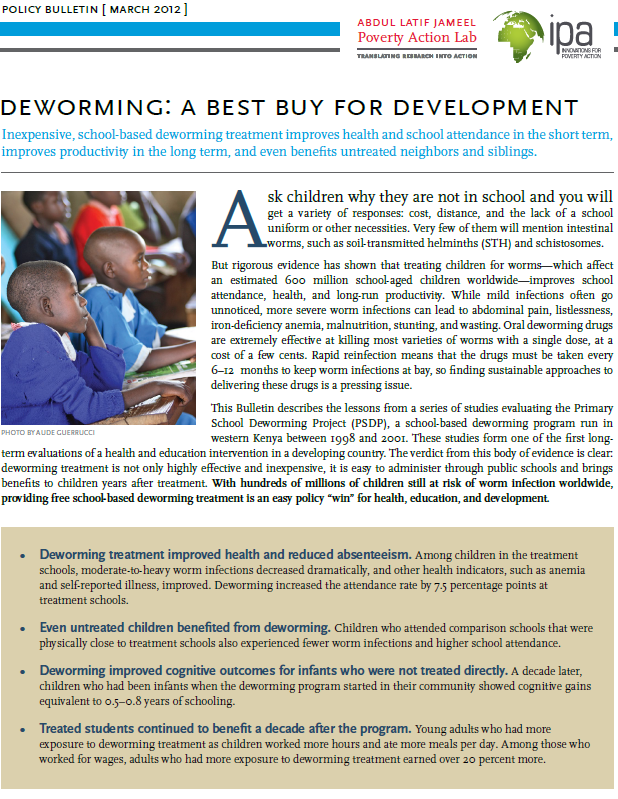 POLICY BULLETIN [ MARCH 2012 ]
ABDUL LATIF JAMEEL
Poverty Action Lab
TRANSLATING RESEARCH INTO ACTION
ipa
INNOVATIONS FOR
POVERTY ACTION
DEWORMING: A BEST BUY FOR DEVELOPMENT
Inexpensive, school-based deworming treatment improves health and school attendance in the short term,
improves productivity in the long term, and even benefits untreated neighbors and siblings.
Ask children why they are not in school and you will
get a variety of responses: cost, distance, and the lack of a school
uniform or other necessities. Very few of them will mention intestinal
worms, such as soil-transmitted helminths (STH) and schistosomes.
But rigorous evidence has shown that treating children for worms—which affect
an estimated 600 million school-aged children worldwide—improves school
attendance, health, and long-run productivity. While mild infections often go
unnoticed, more severe worm infections can lead to abdominal pain, listlessness,
iron-deficiency anemia, malnutrition, stunting, and wasting. Oral deworming drugs
are extremely effective at killing most varieties of worms with a single dose, at a
cost of a few cents. Rapid reinfection means that the drugs must be taken every
6–12 months to keep worm infections at bay, so finding sustainable approaches to
delivering these drugs is a pressing issue.
PHOTO BY AUDE GUERRUCCI
This Bulletin describes the lessons from a series of studies evaluating the Primary
School Deworming Project (PSDP), a school-based deworming program run in
western Kenya between 1998 and 2001. These studies form one of the first long-
term evaluations of a health and education intervention in a developing country. The verdict from this body of evidence is clear:
deworming treatment is not only highly effective and inexpensive, it is easy to administer through public schools and brings
benefits to children years after treatment. With hundreds of millions of children still at risk of worm infection worldwide,
providing free school-based deworming treatment is an easy policy “win” for health, education, and development.
• Deworming treatment improved health and reduced absenteeism. Among children in the treatment
schools, moderate-to-heavy worm infections decreased dramatically, and other health indicators, such as anemia
and self-reported illness, improved. Deworming increased the attendance rate by 7.5 percentage points at
treatment schools.
• Even untreated children benefited from deworming. Children who attended comparison schools that were
physically close to treatment schools also experienced fewer worm infections and higher school attendance.
• Deworming improved cognitive outcomes for infants who were not treated directly. A decade later,
children who had been infants when the deworming program started in their community showed cognitive gains
equivalent to 0.5–0.8 years of schooling.
• Treated students continued to benefit a decade after the program. Young adults who had more
exposure to deworming treatment as children worked more hours and ate more meals per day. Among those who
worked for wages, adults who had more exposure to deworming treatment earned over 20 percent more.